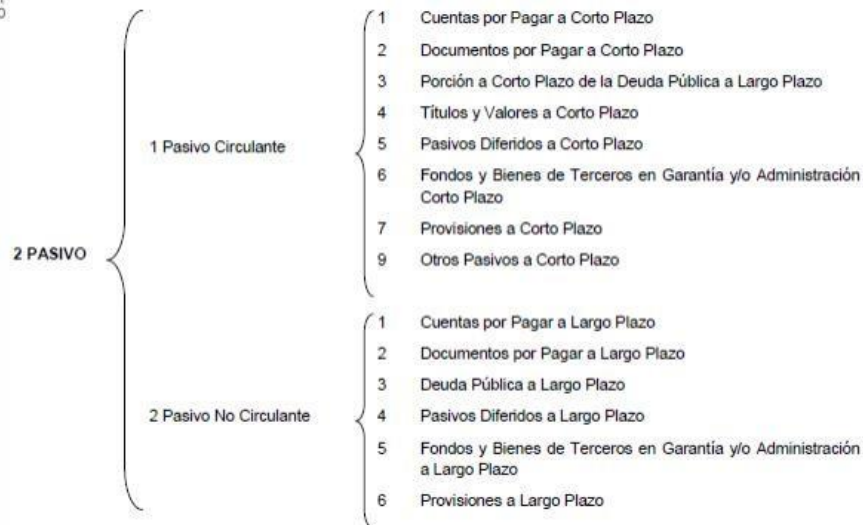 2 PASIVO
1 Pasivo Circulante
1 Cuentas por Pagar a Corto Plazo
2 Documentos por Pagar a Corto Plazo
3 Porción a Corto Plazo de la Deuda Pública a Largo Plazo
4 Títulos y Valores a Corto Plazo
5 Pasivos Diferidos a Corto Plazo
6 Fondos y Bienes de Terceros en Garantía y/o Administración
Corto Plazo
7 Provisiones a Corto Plazo
9 Otros Pasivos a Corto Plazo
2 Pasivo No Circulante
1 Cuentas por Pagar a Largo Plazo
2 Documentos por Pagar a Largo Plazo
3 Deuda Pública a Largo Plazo
4 Pasivos Diferidos a Largo Plazo
5 Fondos y Bienes de Terceros en Garantía y/o Administración
a Largo Plazo
6 Provisiones a Largo Plazo